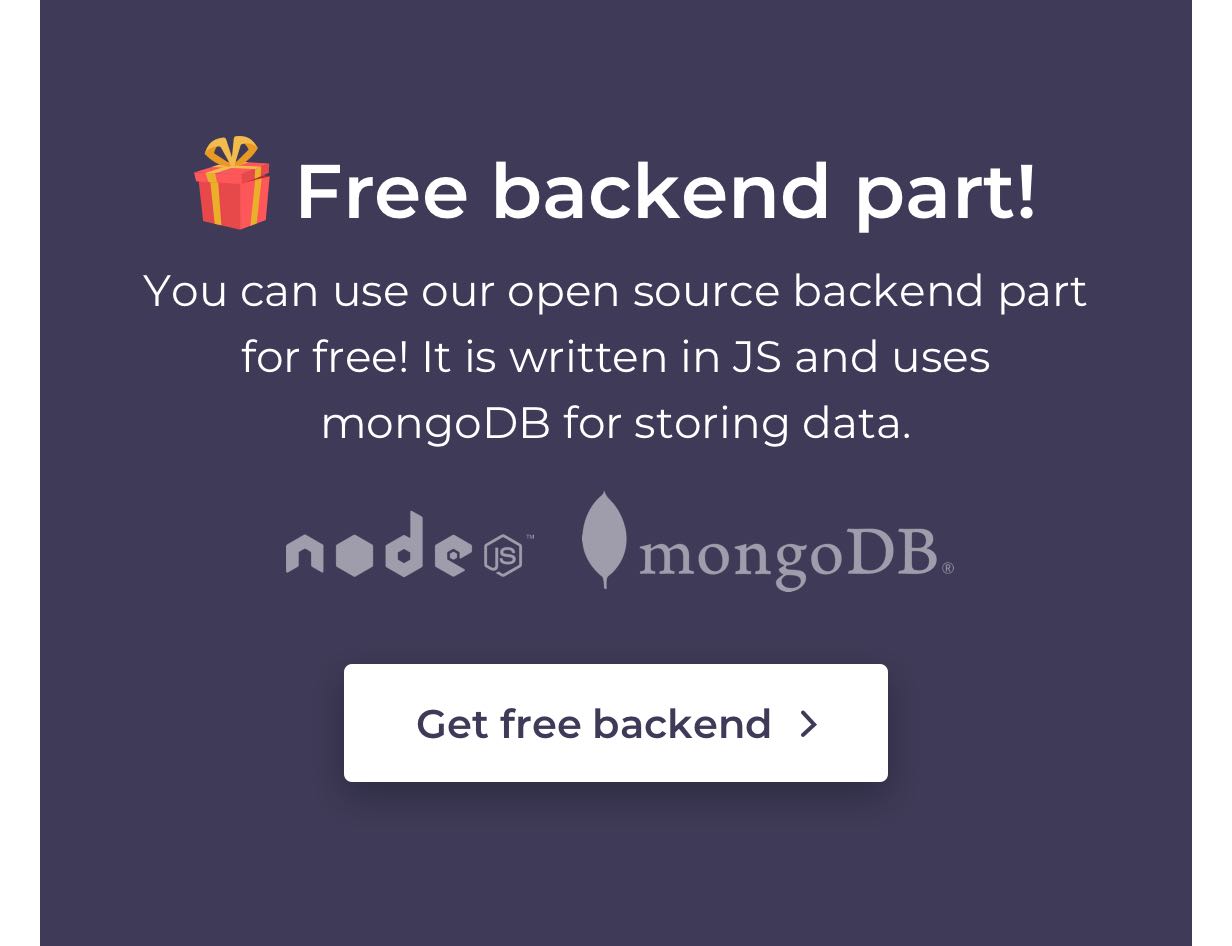 Free backend part!
You can use our open source backend part
for free! It is written in JS and uses
mongoDB for storing data.
node JS ™ mongoDB ®
Get free backend